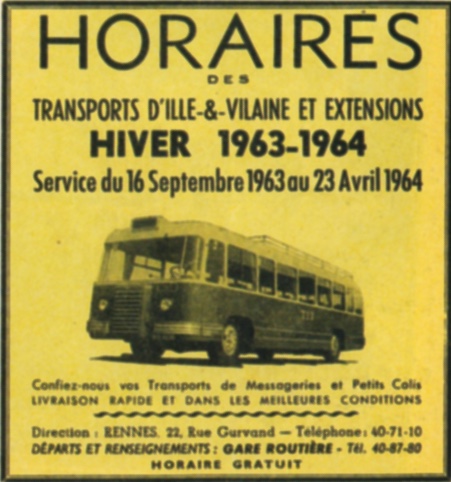 HORAIRES
DES
TRANSPORTS D'ILLE-&-VILAINE ET EXTENSIONS
HIVER 1963-1964
Service du 16 Septembre 1963 au 23 Avril 1964
Confiez-nous vos Transports de Messageries et Petits Colis
LIVRAISON RAPIDE ET DANS LES MEILLEURES CONDITIONS
Direction : RENNES. 22, Rue Gurvand — Téléphone : 40-71-10
DÉPARTS ET RENSEIGNEMENTS : GARE ROUTIÈRE - Tél. 40-87-80
HORAIRE GRATUIT